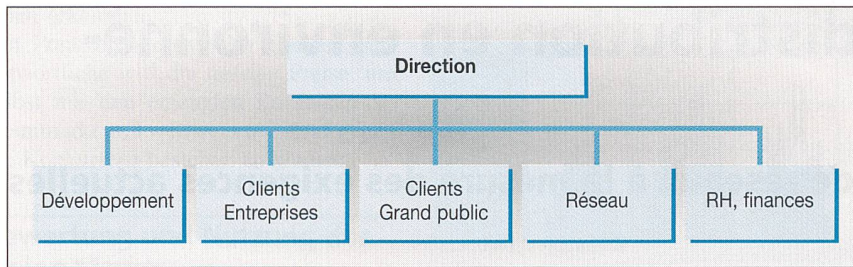 Direction
Développement
Clients
Entreprises
Clients
Grand public
Réseau
RH, finances